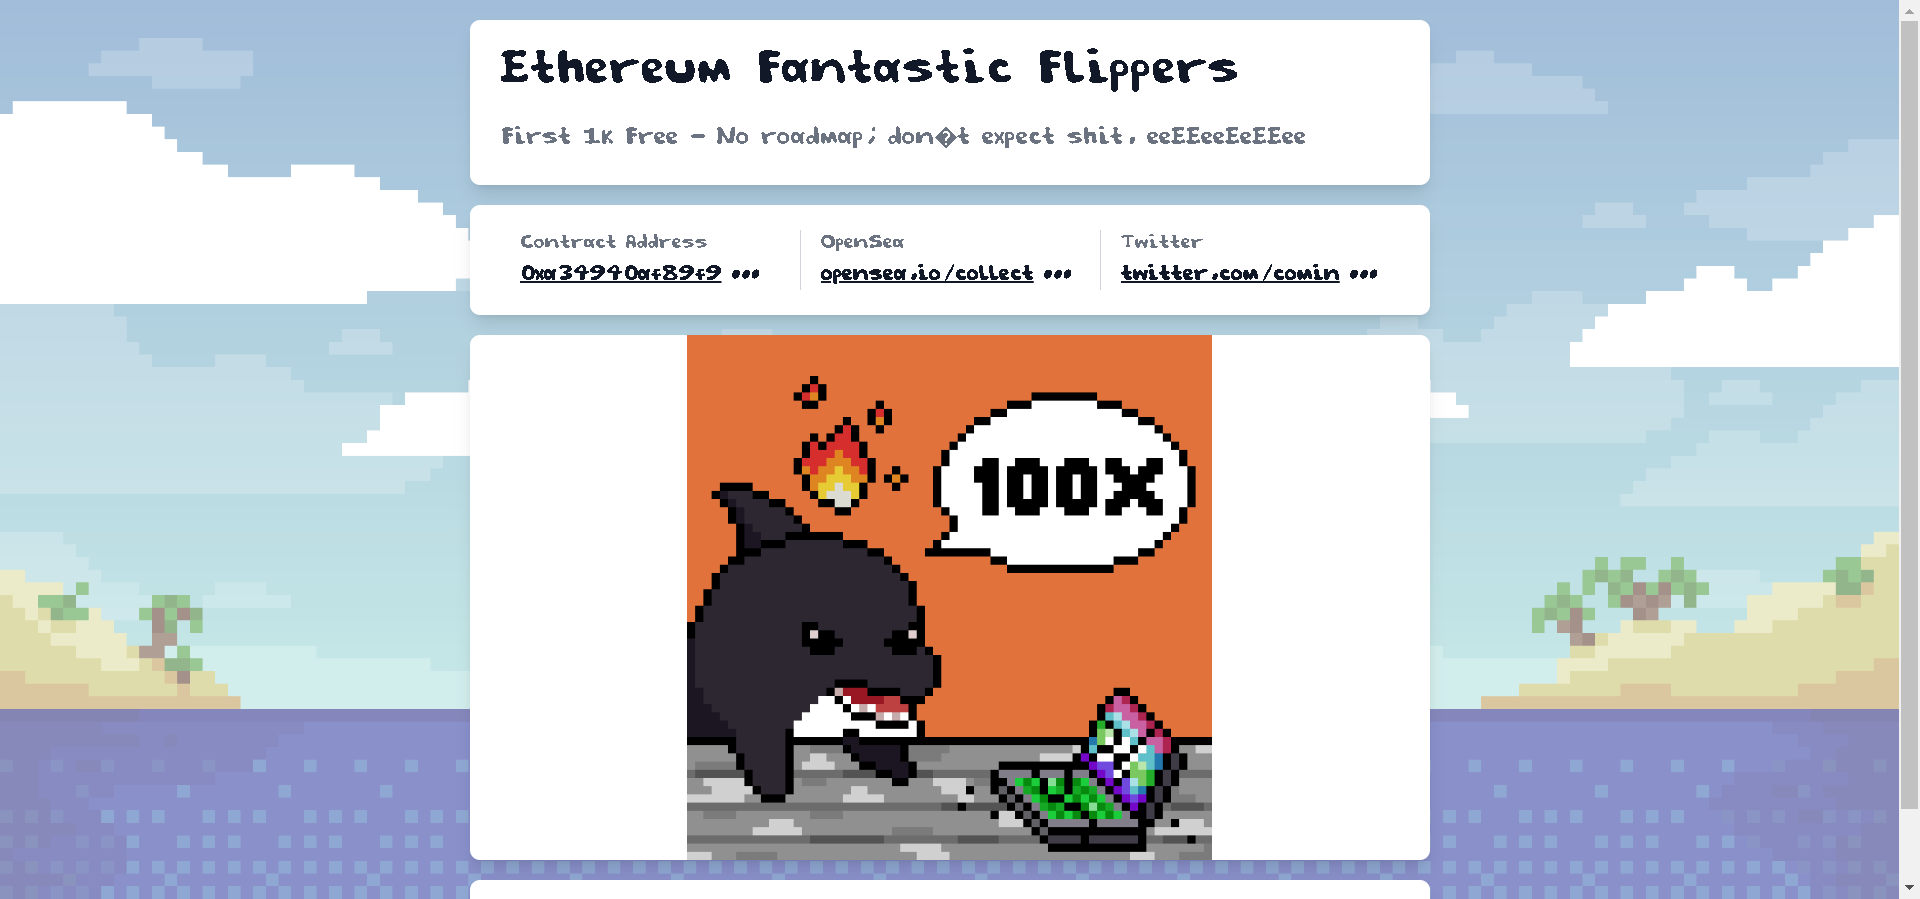 Ethereum Fantastic Flippers
First 1k Free - No roadmap; don�t expect shit. eeEEeeEeEEee
Contract Address
0xa34940af89f9 •••
OpenSea
opensea.io/collect •••
Twitter
twitter.com/comin •••
100X